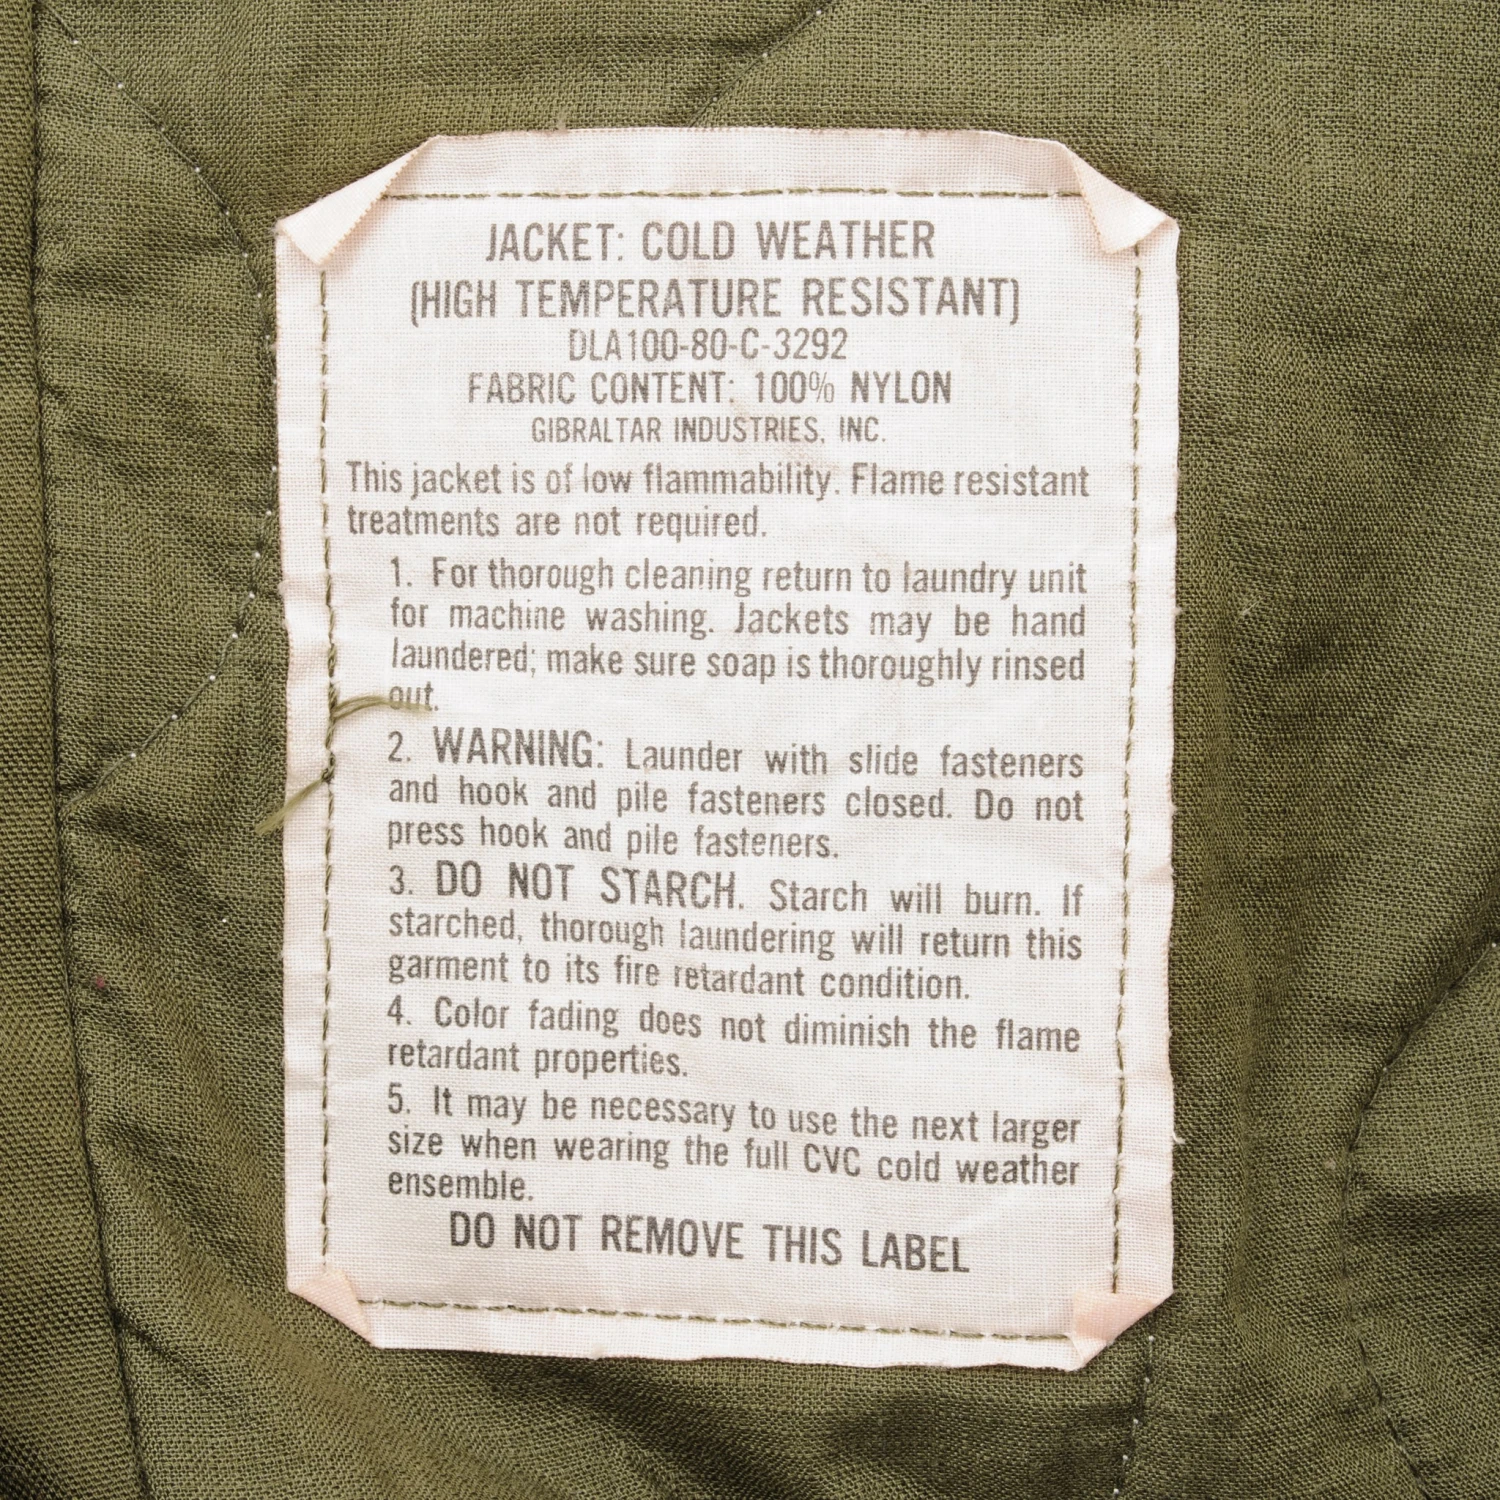 JACKET: COLD WEATHER
(HIGH TEMPERATURE RESISTANT)
DLA100-80-C-3292
FABRIC CONTENT: 100% NYLON
GIBRALTAR INDUSTRIES, INC.
This jacket is of low flammability. Flame resistant
treatments are not required.
1. For thorough cleaning return to laundry unit
for machine washing. Jackets may be hand
laundered; make sure soap is thoroughly rinsed
out.
2. WARNING: Launder with slide fasteners
and hook and pile fasteners closed. Do not
press hook and pile fasteners.
3. DO NOT STARCH. Starch will burn. If
starched, thorough laundering will return this
garment to its fire retardant condition.
4. Color fading does not diminish the flame
retardant properties.
5. It may be necessary to use the next larger
size when wearing the full CVC cold weather
ensemble.
DO NOT REMOVE THIS LABEL